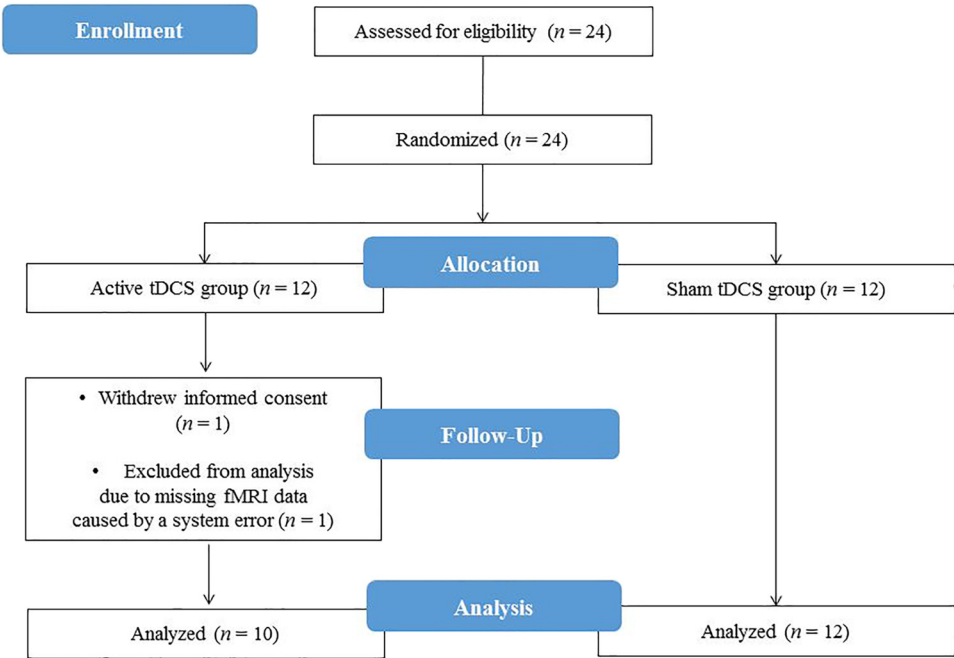 Enrollment
Assessed for eligibility (n = 24)
Randomized (n = 24)
Allocation
Active tDCS group (n = 12)
Sham tDCS group (n = 12)
• Withdrew informed consent
(n = 1)
• Excluded from analysis
due to missing fMRI data
caused by a system error (n = 1)
Follow-Up
Analysis
Analyzed (n = 10)
Analyzed (n = 12)